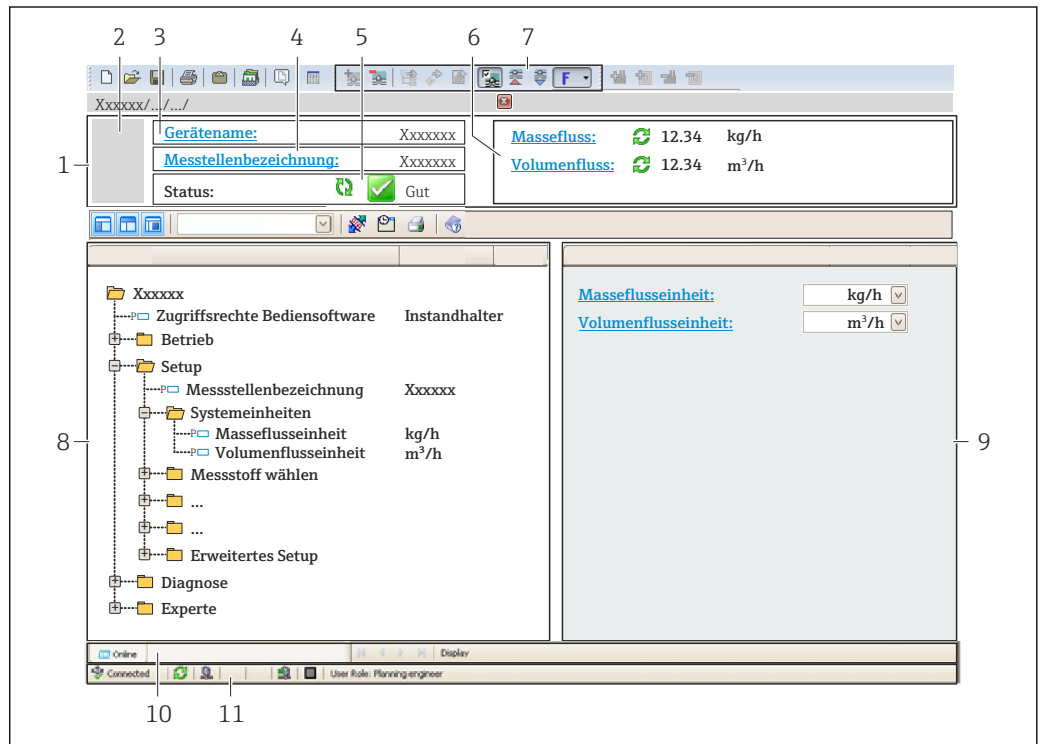 2 3 4 5 6 7
F
Xxxxxx/.../.../
1
Gerätename: Xxxxxxx
Messtellenbezeichnung: Xxxxxxx
Status: Gut
Massefluss: 12.34 kg/h
Volumenfluss: 12.34 m³/h
Xxxxxx
P Zugriffsrechte Bediensoftware Instandhalter
Betrieb
Setup
P Messstellenbezeichnung Xxxxxx
Systemeinheiten
P Masseflusseinheit kg/h
P Volumenflusseinheit m³/h
Messstoff wählen
...
...
Erweitertes Setup
Diagnose
Experte
8
Masseflusseinheit: kg/h
Volumenflusseinheit: m³/h
9
Online Display
Connected User Role: Planning engineer
10 11